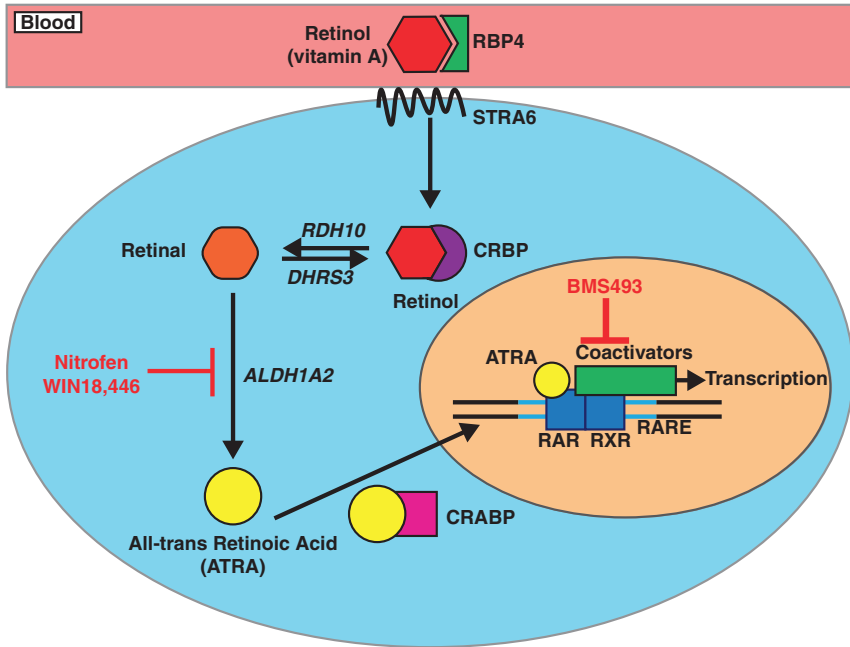 Blood
Retinol
(vitamin A)
RBP4
STRA6
RDH10
Retinal
CRBP
DHRS3
Retinol
BMS493
ATRA
Coactivators
Transcription
Nitrofen
WIN18,446
ALDH1A2
RARE
RAR RXR
CRABP
All-trans Retinoic Acid
(ATRA)